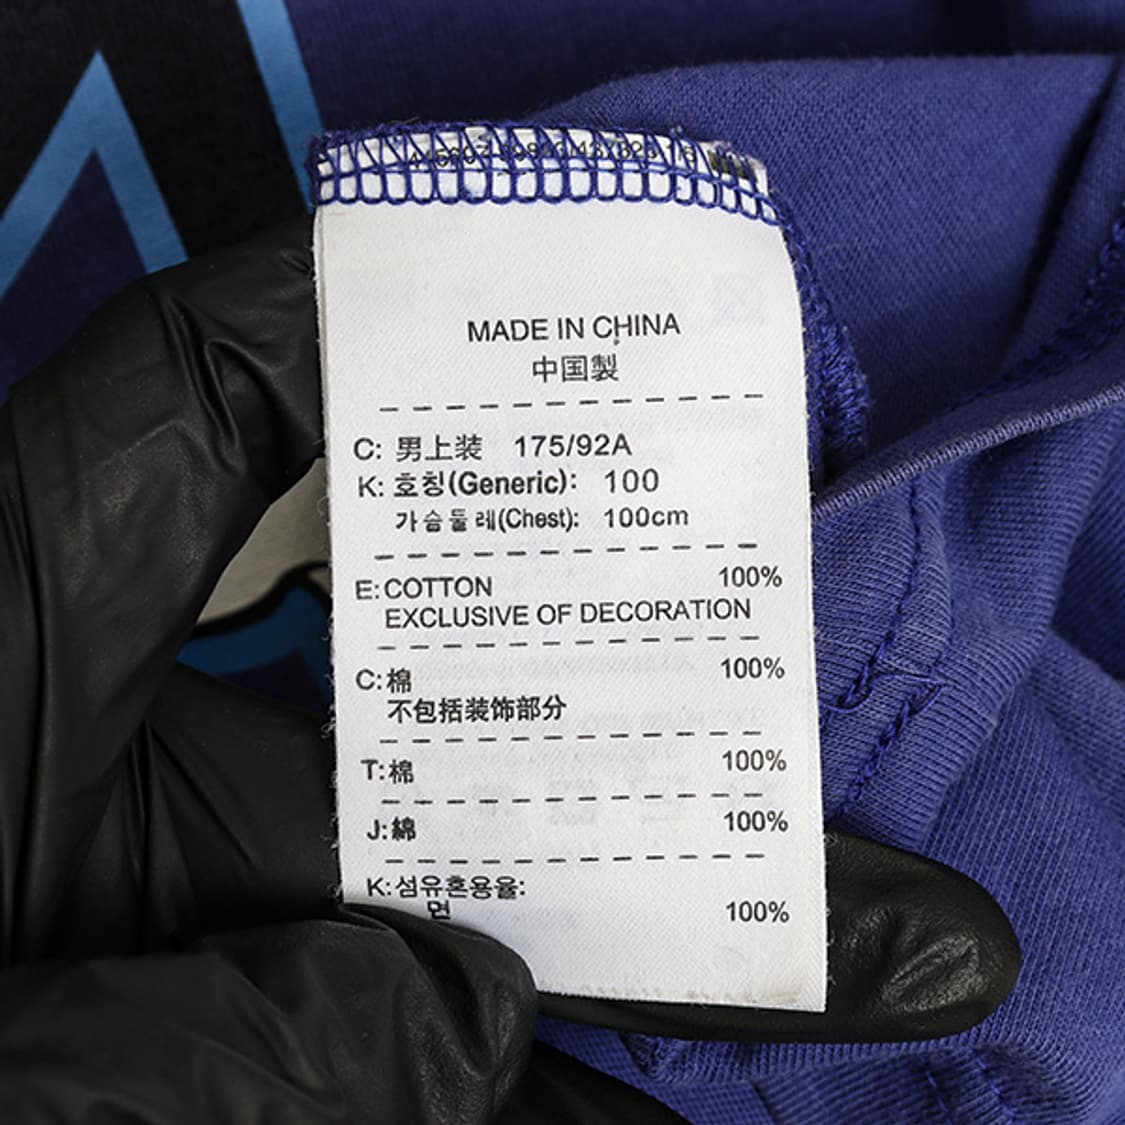 MADE IN CHINA
中国製
C: 男上装 175/92A
K: 호칭(Generic): 100
가슴둘레(Chest): 100cm
E: COTTON 100%
EXCLUSIVE OF DECORATION
C: 棉 100%
不包括装饰部分
T: 棉 100%
J: 綿 100%
K: 섬유혼용율:
면 100%